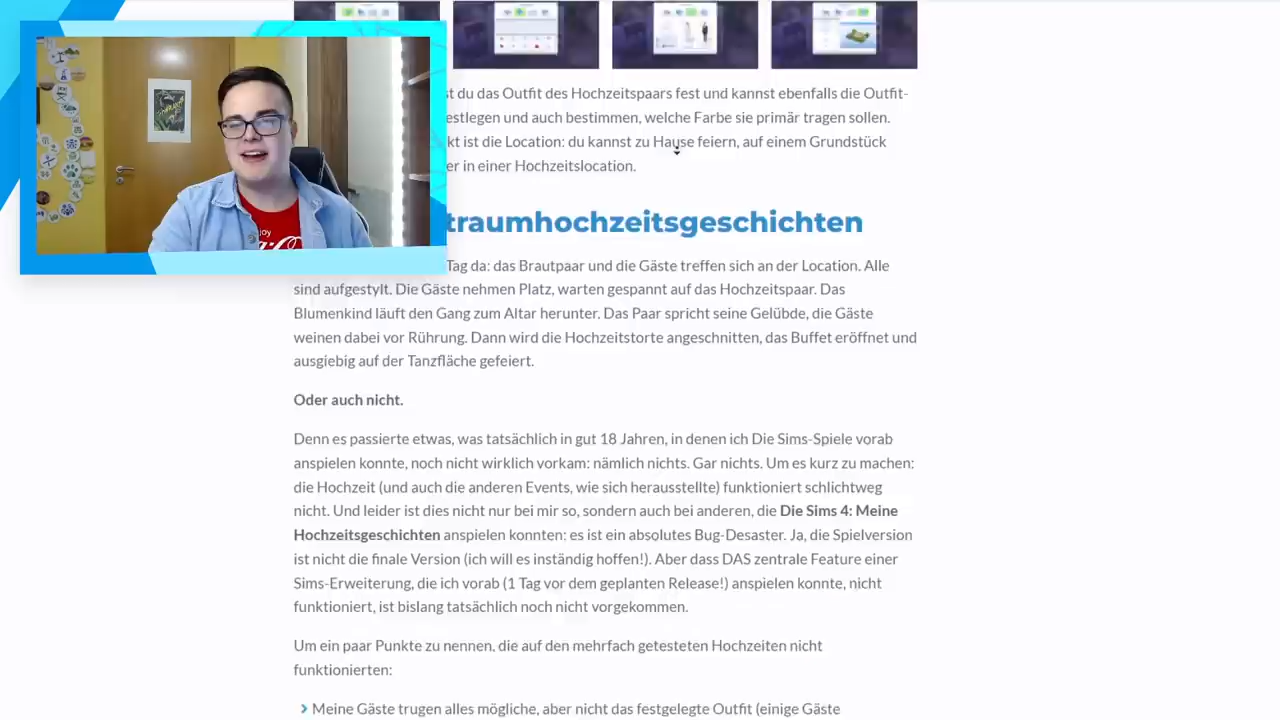 st du das Outfit des Hochzeitspaars fest und kannst ebenfalls die Outfit-
estlegen und auch bestimmen, welche Farbe sie primär tragen sollen.
kt ist die Location: du kannst zu Hause feiern, auf einem Grundstück
er in einer Hochzeitslocation.
traumhochzeitsgeschichten
Tag da: das Brautpaar und die Gäste treffen sich an der Location. Alle
sind aufgestylt. Die Gäste nehmen Platz, warten gespannt auf das Hochzeitspaar. Das
Blumenkind läuft den Gang zum Altar herunter. Das Paar spricht seine Gelübde, die Gäste
weinen dabei vor Rührung. Dann wird die Hochzeitstorte angeschnitten, das Buffet eröffnet und
ausgiebig auf der Tanzfläche gefeiert.
Oder auch nicht.
Denn es passierte etwas, was tatsächlich in gut 18 Jahren, in denen ich Die Sims-Spiele vorab
anspielen konnte, noch nicht wirklich vorkam: nämlich nichts. Gar nichts. Um es kurz zu machen:
die Hochzeit (und auch die anderen Events, wie sich herausstellte) funktioniert schlichtweg
nicht. Und leider ist dies nicht nur bei mir so, sondern auch bei anderen, die Die Sims 4: Meine
Hochzeitsgeschichten anspielen konnten: es ist ein absolutes Bug-Desaster. Ja, die Spielversion
ist nicht die finale Version (ich will es inständig hoffen!). Aber dass DAS zentrale Feature einer
Sims-Erweiterung, die ich vorab (1 Tag vor dem geplanten Release!) anspielen konnte, nicht
funktioniert, ist bislang tatsächlich noch nicht vorgekommen.
Um ein paar Punkte zu nennen, die auf den mehrfach getesteten Hochzeiten nicht
funktionierten:
Meine Gäste trugen alles mögliche, aber nicht das festgelegte Outfit (einige Gäste